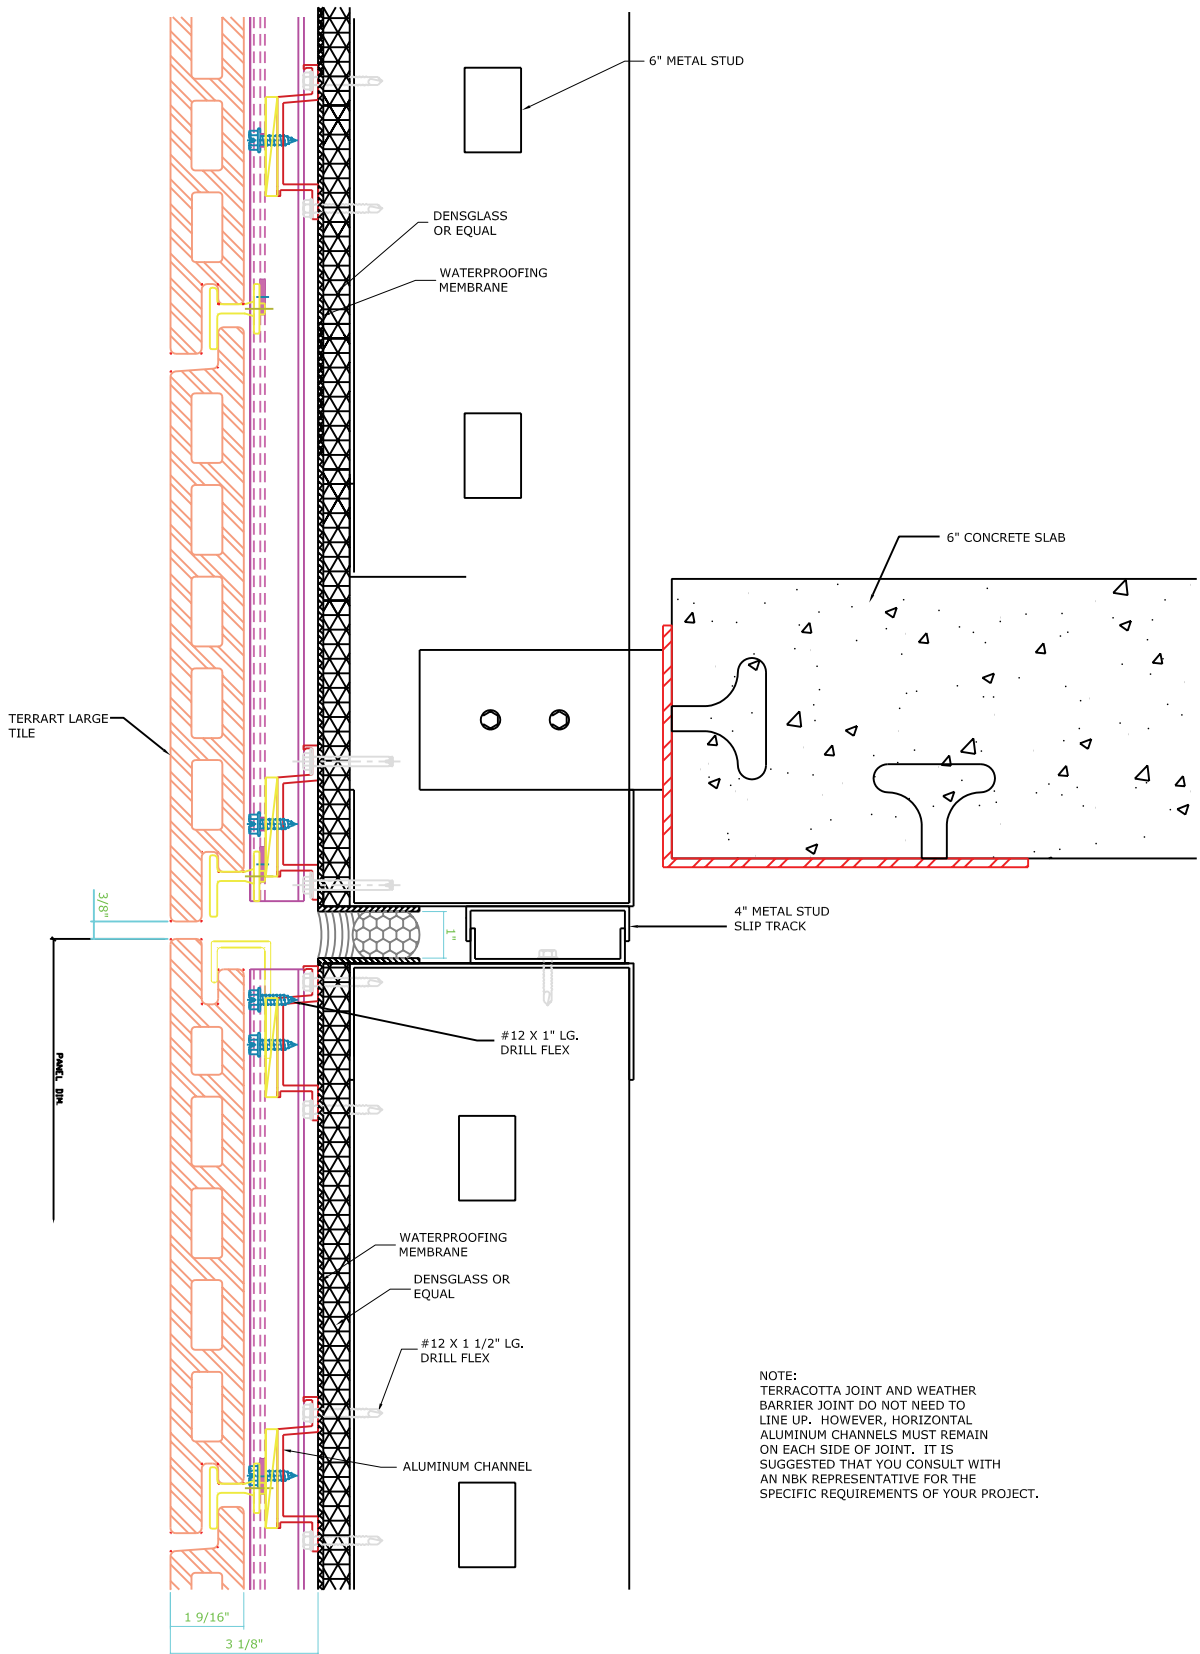 6" METAL STUD
DENSGLASS
OR EQUAL
WATERPROOFING
MEMBRANE
6" CONCRETE SLAB
TERRART LARGE
TILE
3/8"
1"
4" METAL STUD
SLIP TRACK
#12 X 1" LG.
DRILL FLEX
PANEL DIM.
WATERPROOFING
MEMBRANE
DENSGLASS OR
EQUAL
#12 X 1 1/2" LG.
DRILL FLEX
ALUMINUM CHANNEL
NOTE:
TERRACOTTA JOINT AND WEATHER
BARRIER JOINT DO NOT NEED TO
LINE UP. HOWEVER, HORIZONTAL
ALUMINUM CHANNELS MUST REMAIN
ON EACH SIDE OF JOINT. IT IS
SUGGESTED THAT YOU CONSULT WITH
AN NBK REPRESENTATIVE FOR THE
SPECIFIC REQUIREMENTS OF YOUR PROJECT.
1 9/16"
3 1/8"